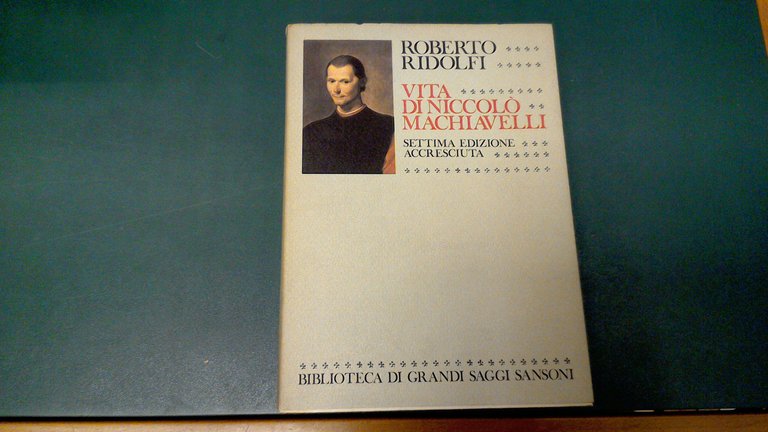 ROBERTO
RIDOLFI
VITA
DI NICCOLÒ
MACHIAVELLI
SETTIMA EDIZIONE
ACCRESCIUTA
BIBLIOTECA DI GRANDI SAGGI SANSONI